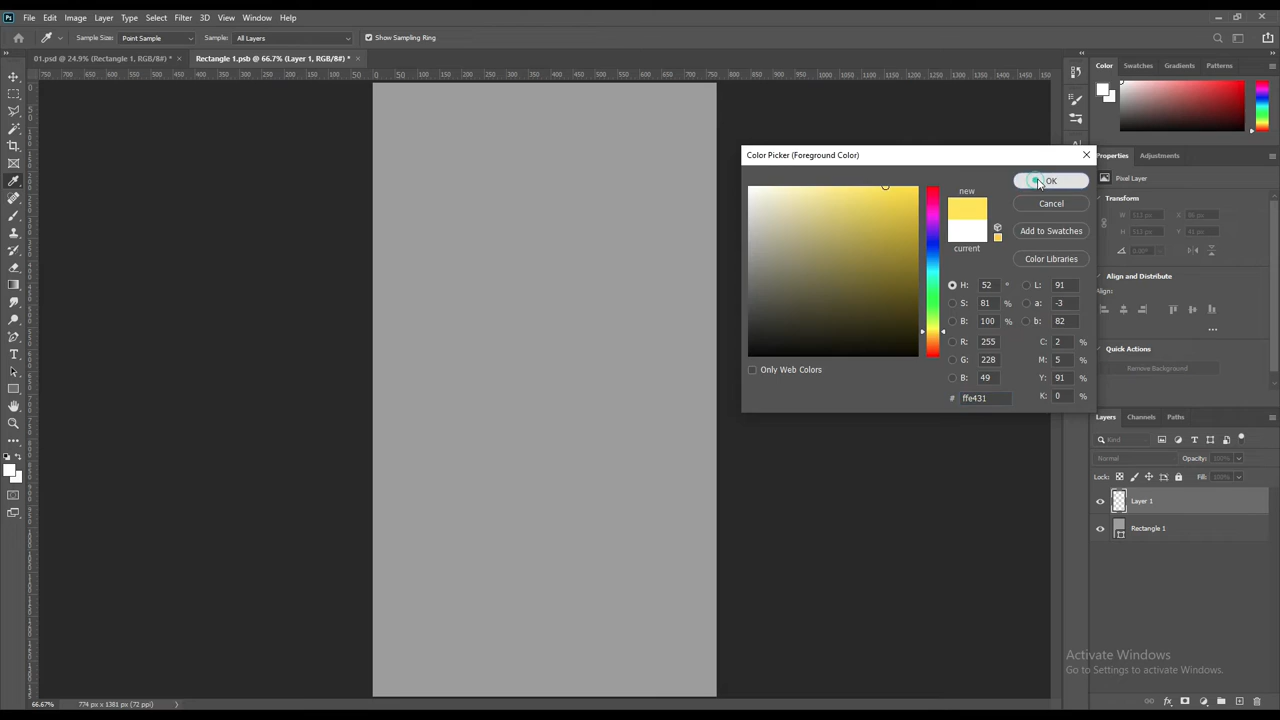 File Edit Image Layer Type Select Filter 3D View Window Help
Sample Size: Point Sample Sample: All Layers Show Sampling Ring
01.psd @ 24.9% (Rectangle 1, RGB/8#) * × Rectangle 1.psb @ 66.7% (Layer 1, RGB/8#) * ×
Color Swatches Gradients Patterns
Color Picker (Foreground Color)
new
current
OK
Cancel
Add to Swatches
Color Libraries
H: 52 ° L: 91
S: 81 % a: -3
B: 100 % b: 82
R: 255 C: 2 %
G: 228 M: 5 %
B: 49 Y: 91 %
# ffe431 K: 0 %
Only Web Colors
Properties Adjustments
Pixel Layer
Transform
Align and Distribute
Align:
Quick Actions
Remove Background
Layers Channels Paths
Kind
Normal Opacity: 100%
Lock: Fill: 100%
Layer 1
Rectangle 1
Activate Windows
Go to Settings to activate Windows.
66.67% 774 px x 1381 px (72 ppi)